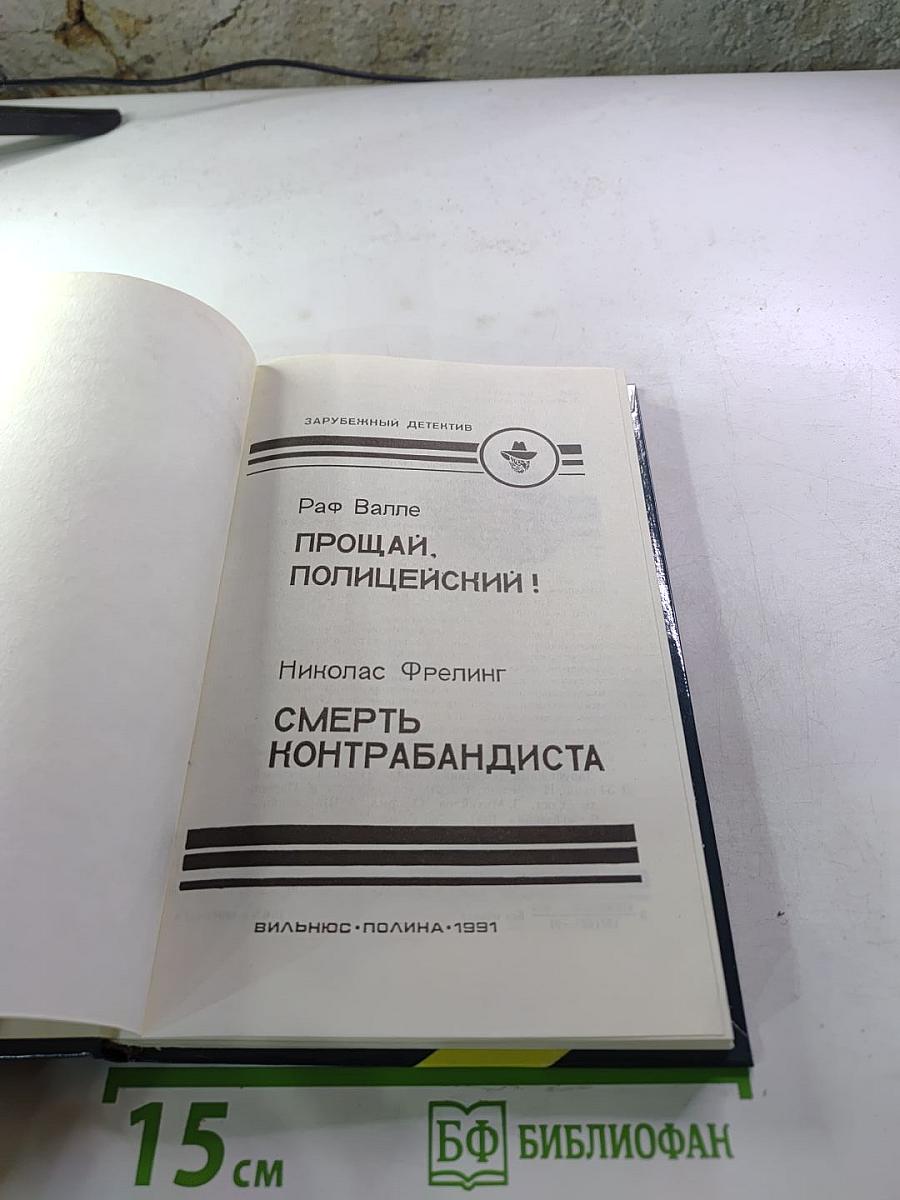 ЗАРУБЕЖНЫЙ ДЕТЕКТИВ
Раф Валле
ПРОЩАЙ,
ПОЛИЦЕЙСКИЙ!
Николас Фрелинг
СМЕРТЬ
КОНТРАБАНДИСТА
ВИЛЬНЮС•ПОЛИНА•1991
15 см
БФ БИБЛИОФАН